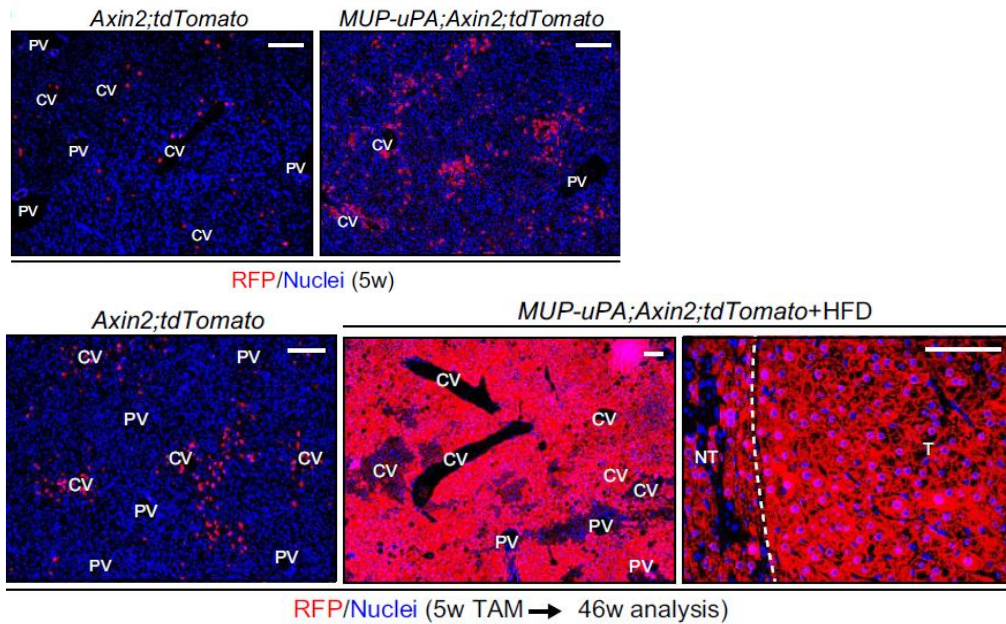 Axin2;tdTomato MUP-uPA;Axin2;tdTomato
PV
CV CV
PV CV PV
PV CV
CV PV
CV
RFP/Nuclei (5w)
Axin2;tdTomato MUP-uPA;Axin2;tdTomato+HFD
CV PV
PV
CV CV CV
PV
PV PV
CV
CV
CV CV
CV CV
PV
PV PV
NT T
RFP/Nuclei (5w TAM → 46w analysis)